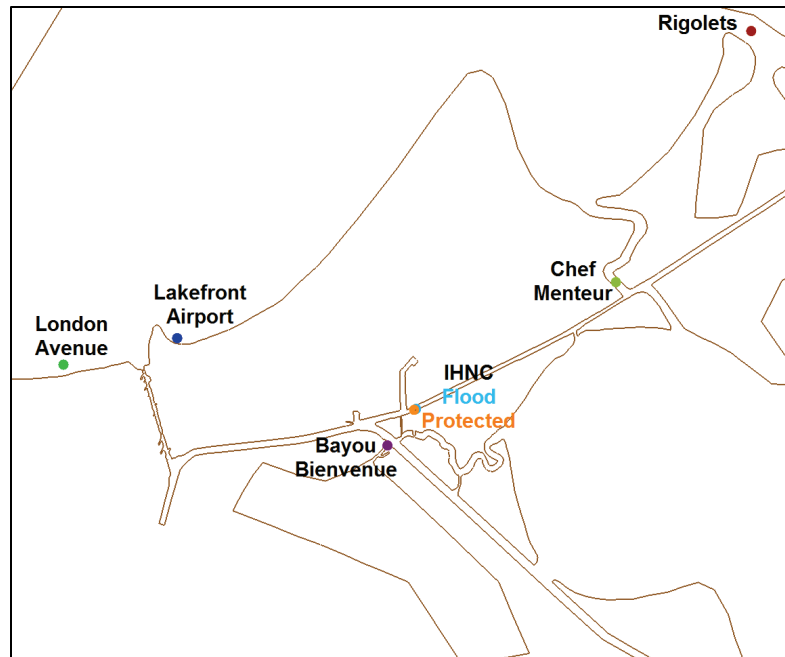 Rigolets
Chef
Menteur
Lakefront
Airport
London
Avenue
IHNC
Flood
Protected
Bayou
Bienvenue